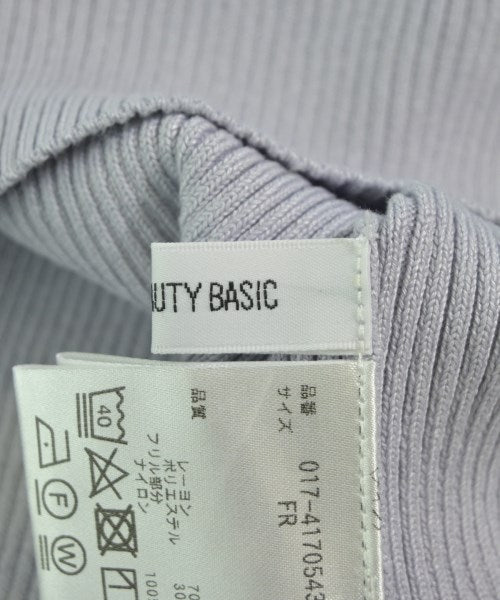 UTY BASIC
品番
017-4170543
サイズ
FR
品質
レーヨン
ポリエステル
フリル部分
ナイロン
70
30
100
40
F
W